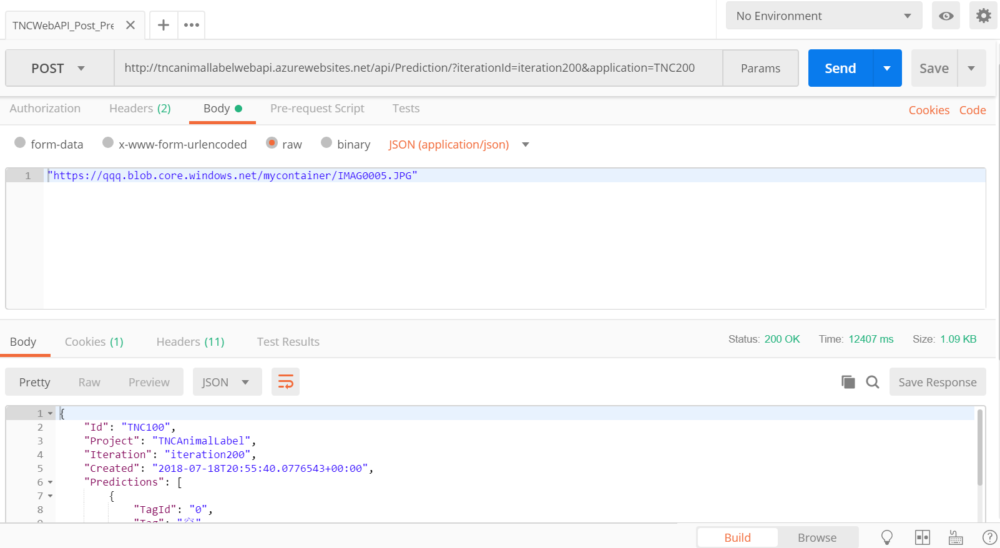 TNCWebAPI_Post_Pre
No Environment
POST http://tncanimallabelwebapi.azurewebsites.net/api/Prediction/?iterationId=iteration200&application=TNC200 Params Send Save
Authorization Headers (2) Body Pre-request Script Tests Cookies Code
form-data x-www-form-urlencoded raw binary JSON (application/json)
1 "https://qqq.blob.core.windows.net/mycontainer/IMAG0005.JPG"
Body Cookies (1) Headers (11) Test Results Status: 200 OK Time: 12407 ms Size: 1.09 KB
Pretty Raw Preview JSON Save Response
1 {
2 "Id": "TNC100",
3 "Project": "TNCAnimalLabel",
4 "Iteration": "iteration200",
5 "Created": "2018-07-18T20:55:40.0776543+00:00",
6 "Predictions": [
7 {
8 "TagId": "0",
9 "Tag":
Build Browse